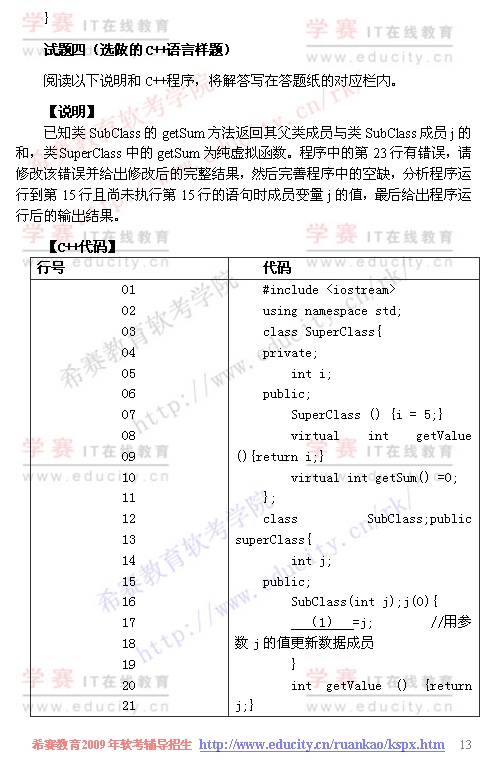 }
试题四（选做的 C++语言样题）
阅读以下说明和 C++程序，将解答写在答题纸的对应栏内。
【说明】
已知类 SubClass 的 getSum 方法返回其父类成员与类 SubClass 成员 j 的
和，类SuperClass 中的 getSum 为纯虚拟函数。程序中的第 23 行有错误，请
修改该错误并给出修改后的完整结果，然后完善程序中的空缺，分析程序运
行到第 15 行且尚未执行第 15 行的语句时成员变量 j 的值，最后给出程序运
行后的输出结果。
【C++代码】
行号 代码
01 #include <iostream>
02 using namespace std;
03 class SuperClass{
04 private;
05 int i;
06 public;
07 SuperClass () {i = 5;}
08 virtual int getValue
09 (){return i;}
10 virtual int getSum() =0;
11 };
12 class SubClass;public
13 superClass{
14 int j;
15 public;
16 SubClass(int j);j(0){
17 (1) =j; //用参
18 数 j 的值更新数据成员
19 }
20 int getValue () {return
21 j;}
希赛教育2009 年软考辅导招生 http://www.educity.cn/ruankao/kspx.htm 13
学赛 IT在线教育
www.educity.cn
希赛教育软考学院
http://www.educity.cn/rk/